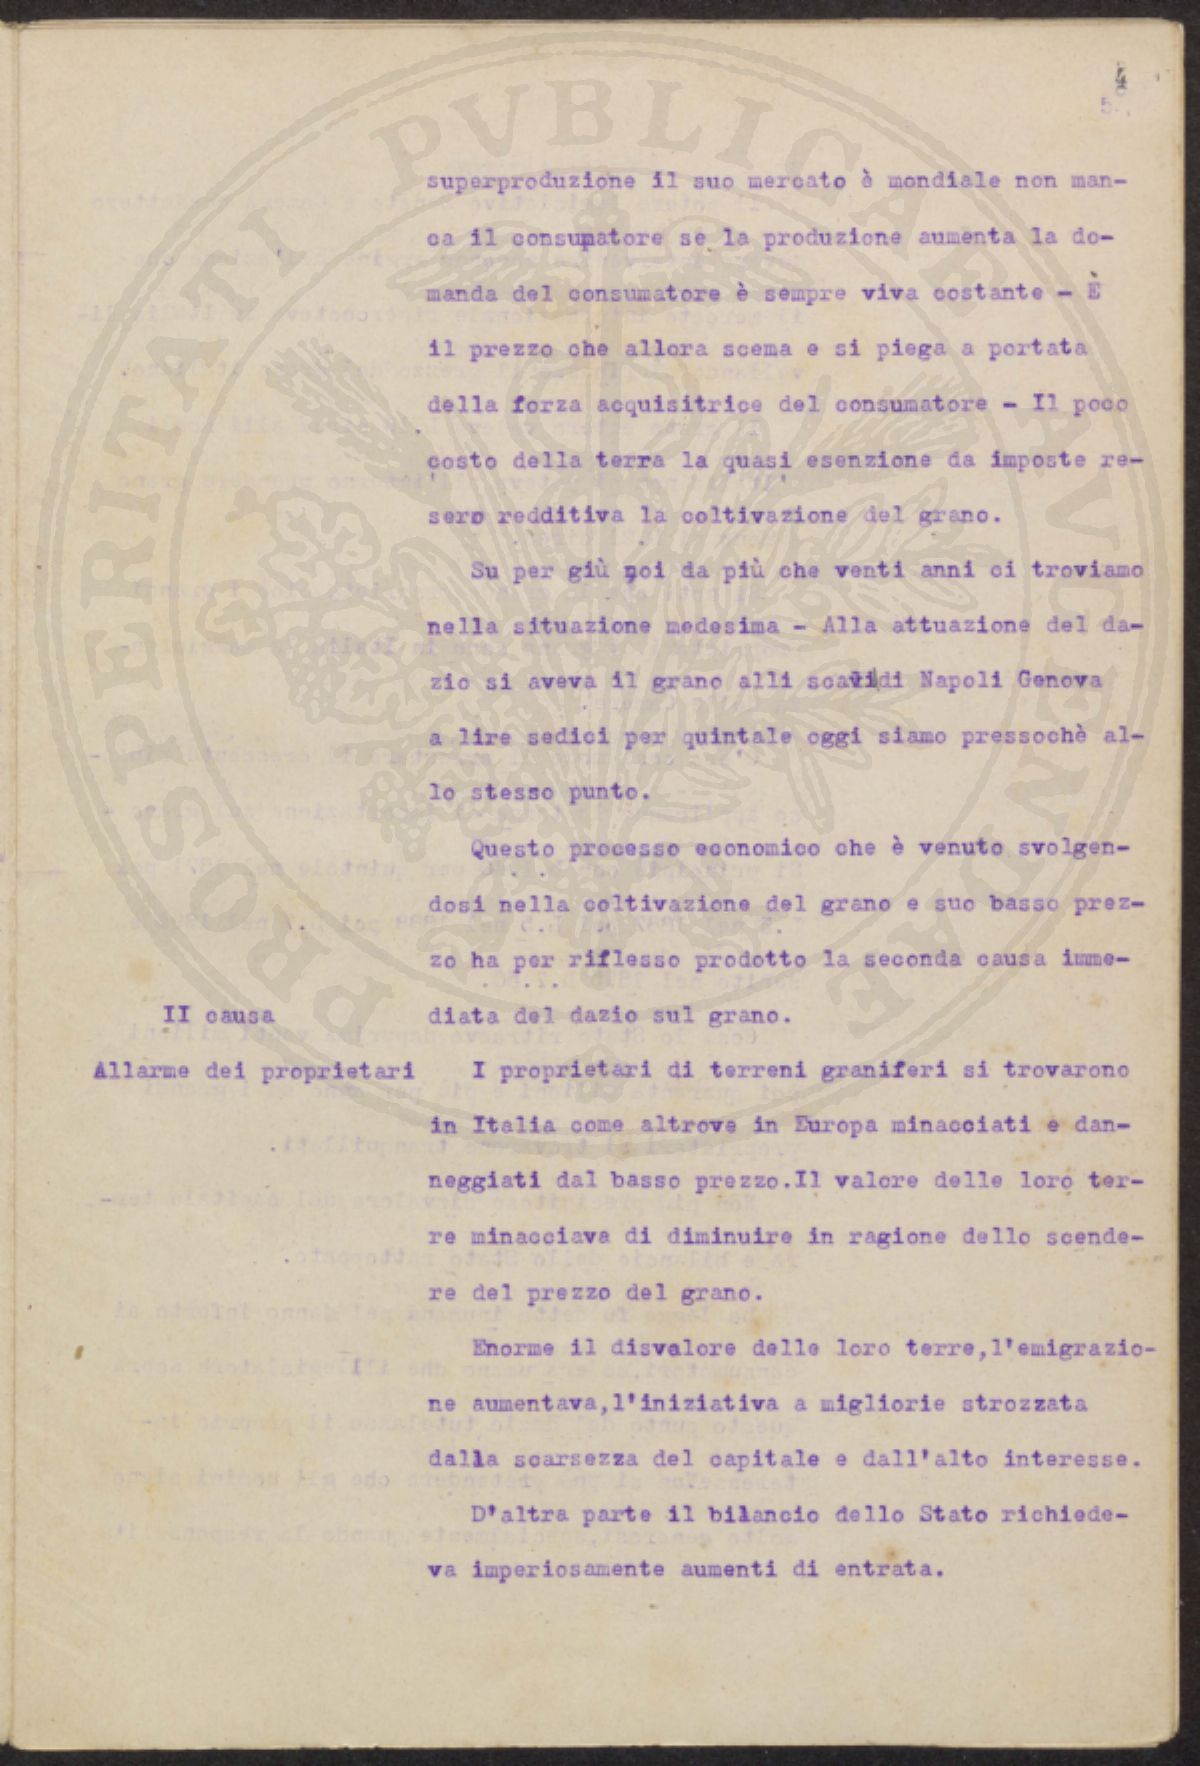 4
5.
superproduzione il suo mercato è mondiale non man-
ca il consumatore se la produzione aumenta la do-
manda del consumatore è sempre viva costante - È
il prezzo che allora scema e si piega a portata
della forza acquisitrice del consumatore - Il poco
costo della terra la quasi esenzione da imposte re-
sero redditiva la coltivazione del grano.
Su per giù noi da più che venti anni ci troviamo
nella situazione medesima - Alla attuazione del da-
zio si aveva il grano alli scavidi Napoli Genova
a lire sedici per quintale oggi siamo pressochè al-
lo stesso punto.
Questo processo economico che è venuto svolgen-
dosi nella coltivazione del grano e suo basso prez-
zo ha per riflesso prodotto la seconda causa imme-
II causa diata del dazio sul grano.
Allarme dei proprietari I proprietari di terreni graniferi si trovarono
in Italia come altrove in Europa minacciati e dan-
neggiati dal basso prezzo.Il valore delle loro ter-
re minacciava di diminuire in ragione dello scende-
re del prezzo del grano.
Enorme il disvalore delle loro terre,l'emigrazio-
ne aumentava,l'iniziativa a migliorie strozzata
dalla scarsezza del capitale e dall'alto interesse.
D'altra parte il bilancio dello Stato richiede-
va imperiosamente aumenti di entrata.
PVBLICAE AVGENDAE PROSPERITATI